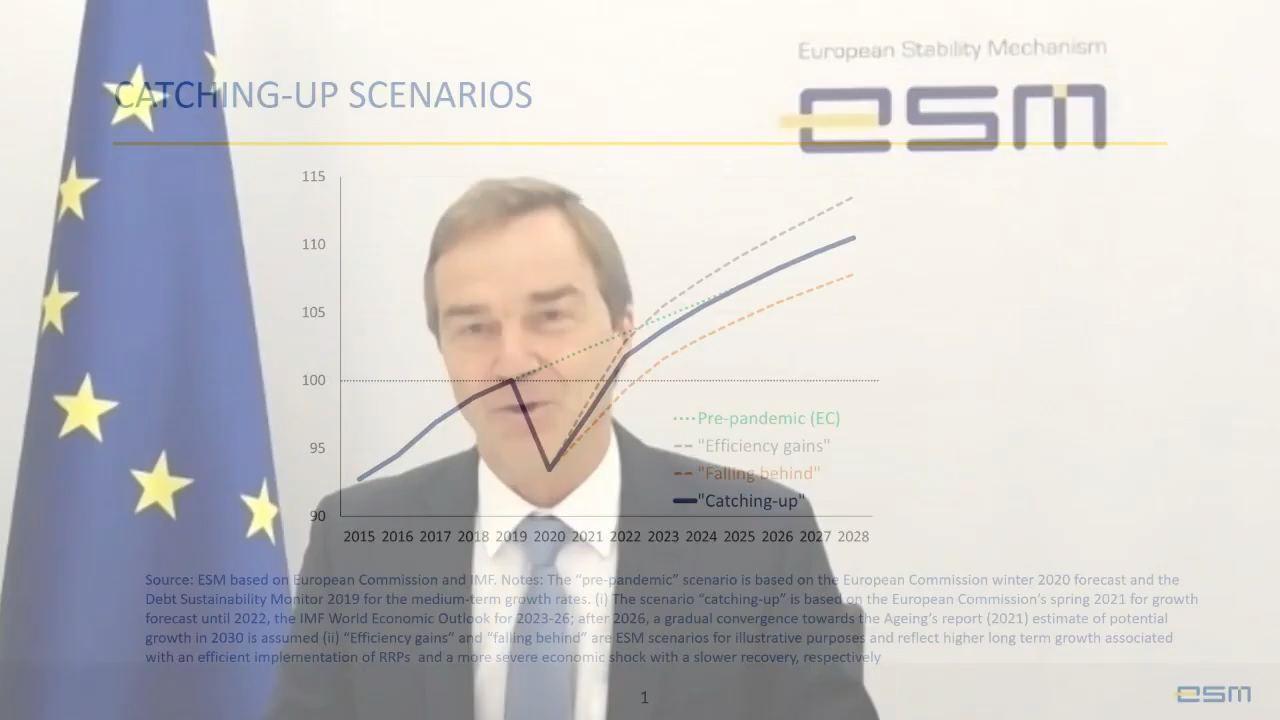 European Stability Mechanism
CATCHING-UP SCENARIOS
esm
115
110
105
100
95
90
Pre-pandemic (EC)
"Efficiency gains"
"Falling behind"
"Catching-up"
2015 2016 2017 2018 2019 2020 2021 2022 2023 2024 2025 2026 2027 2028
Source: ESM based on European Commission and IMF. Notes: The “pre-pandemic” scenario is based on the European Commission winter 2020 forecast and the
Debt Sustainability Monitor 2019 for the medium-term growth rates. (i) The scenario “catching-up” is based on the European Commission’s spring 2021 for growth
forecast until 2022, the IMF World Economic Outlook for 2023-26; after 2026, a gradual convergence towards the Ageing’s report (2021) estimate of potential
growth in 2030 is assumed (ii) “Efficiency gains” and “falling behind” are ESM scenarios for illustrative purposes and reflect higher long term growth associated
with an efficient implementation of RRPs and a more severe economic shock with a slower recovery, respectively
1
esm